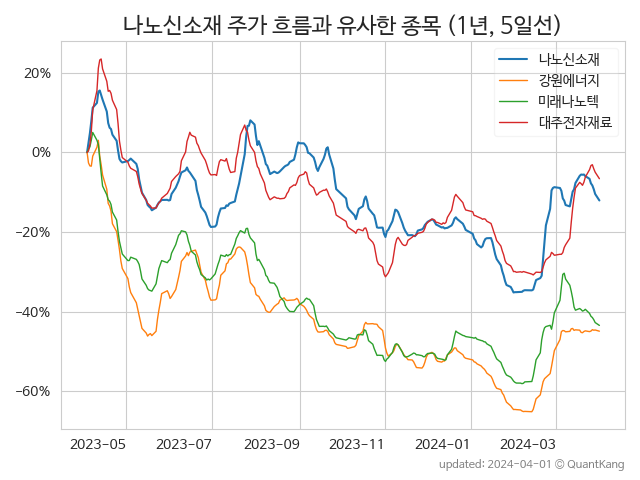 나노신소재 주가 흐름과 유사한 종목 (1년, 5일선)
나노신소재
강원에너지
미래나노텍
대주전자재료
20%
0%
−20%
−40%
−60%
2023-05 2023-07 2023-09 2023-11 2024-01 2024-03
updated: 2024-04-01 © QuantKang